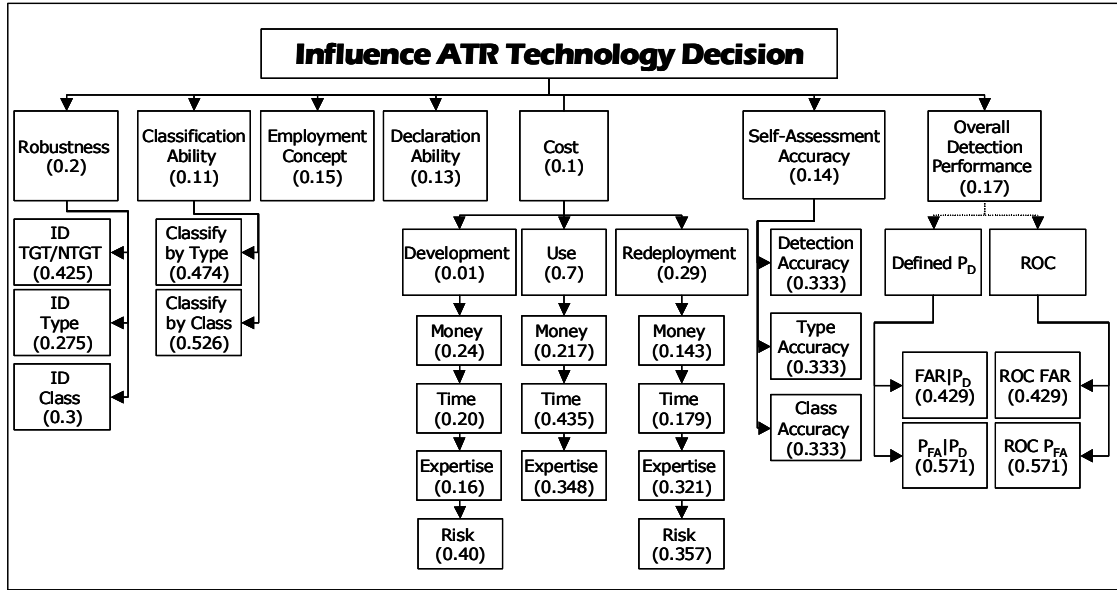 Influence ATR Technology Decision
Robustness
(0.2)
Classification
Ability
(0.11)
Employment
Concept
(0.15)
Declaration
Ability
(0.13)
Cost
(0.1)
Self-Assessment
Accuracy
(0.14)
Overall
Detection
Performance
(0.17)
ID
TGT/NTGT
(0.425)
ID
Type
(0.275)
ID
Class
(0.3)
Classify
by Type
(0.474)
Classify
by Class
(0.526)
Development
(0.01)
Money
(0.24)
Time
(0.20)
Expertise
(0.16)
Risk
(0.40)
Use
(0.7)
Money
(0.217)
Time
(0.435)
Expertise
(0.348)
Redeployment
(0.29)
Money
(0.143)
Time
(0.179)
Expertise
(0.321)
Risk
(0.357)
Detection
Accuracy
(0.333)
Type
Accuracy
(0.333)
Class
Accuracy
(0.333)
Defined PD
FAR|PD
(0.429)
PFA|PD
(0.571)
ROC
ROC FAR
(0.429)
ROC PFA
(0.571)